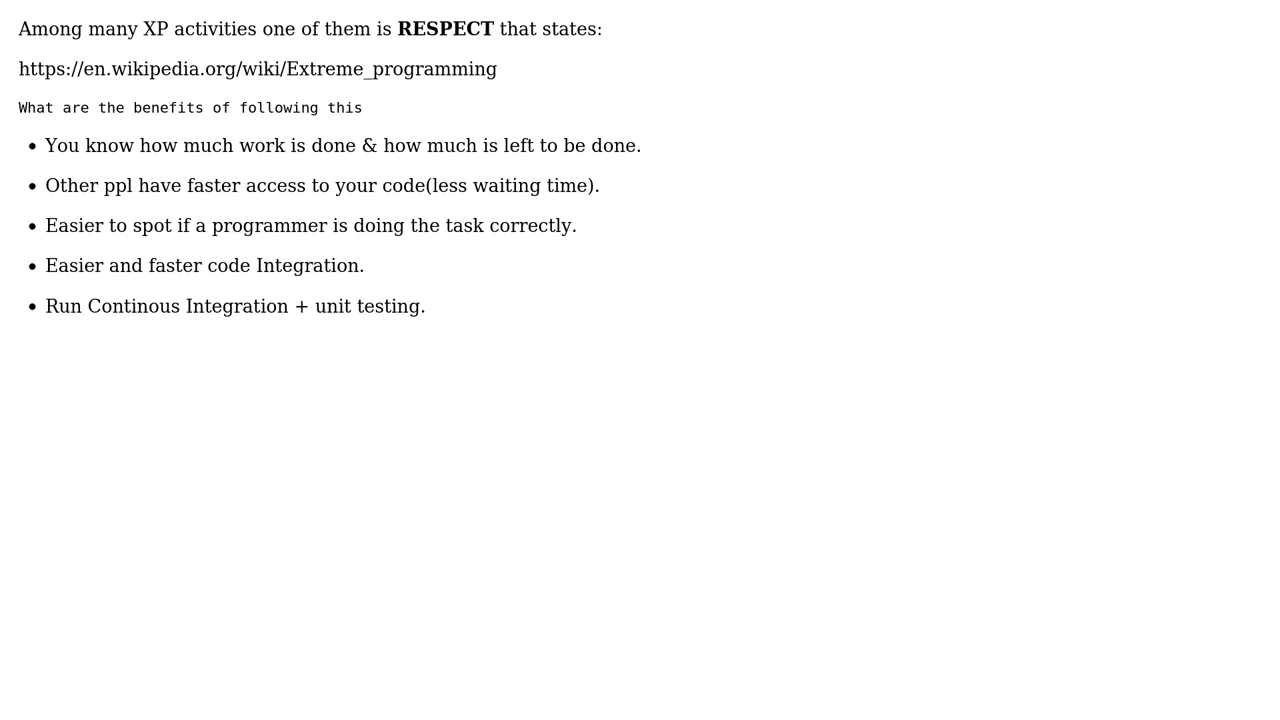 Among many XP activities one of them is RESPECT that states:
https://en.wikipedia.org/wiki/Extreme_programming
What are the benefits of following this
• You know how much work is done & how much is left to be done.
• Other ppl have faster access to your code(less waiting time).
• Easier to spot if a programmer is doing the task correctly.
• Easier and faster code Integration.
• Run Continous Integration + unit testing.